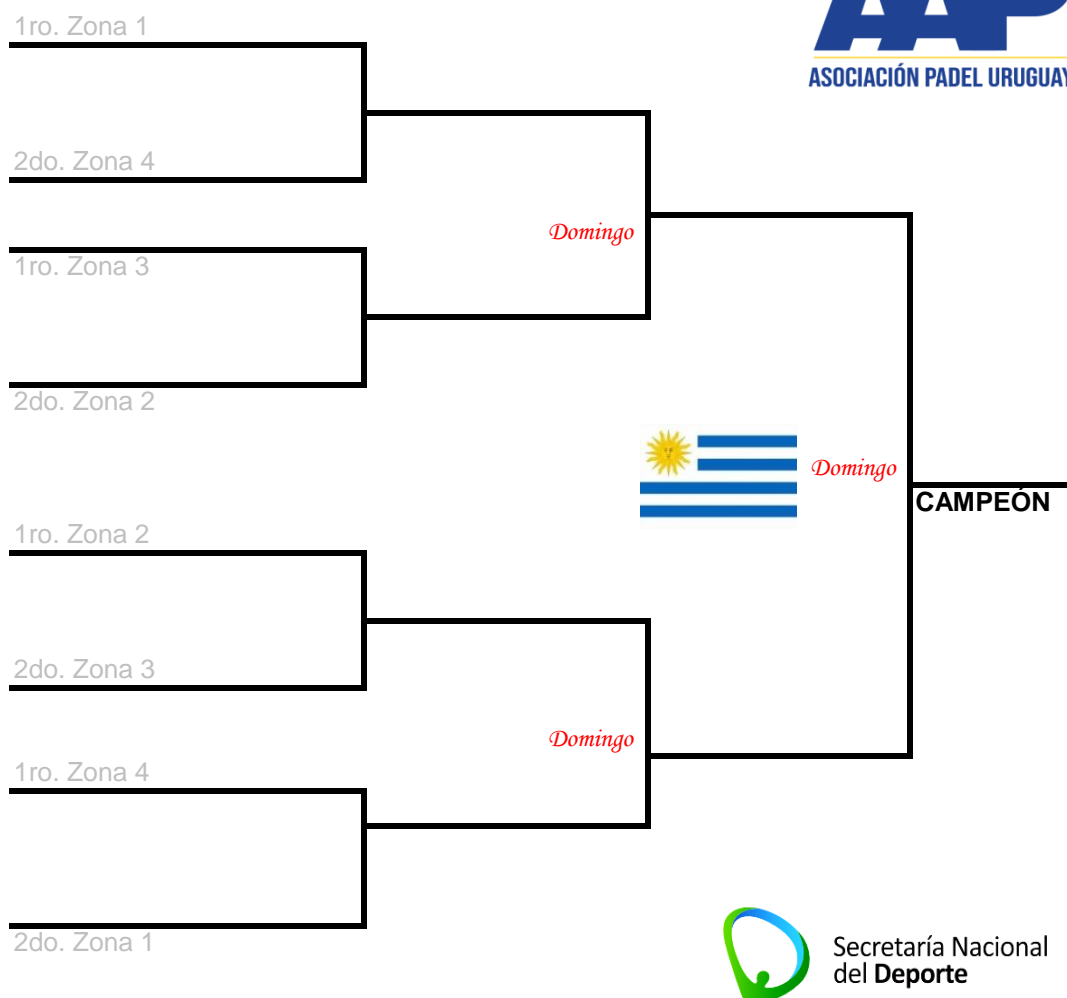 1ro. Zona 1
AAP
ASOCIACIÓN PADEL URUGUAY
2do. Zona 4
Domingo
1ro. Zona 3
2do. Zona 2
Domingo
CAMPEÓN
1ro. Zona 2
2do. Zona 3
Domingo
1ro. Zona 4
2do. Zona 1
Secretaría Nacional
del Deporte